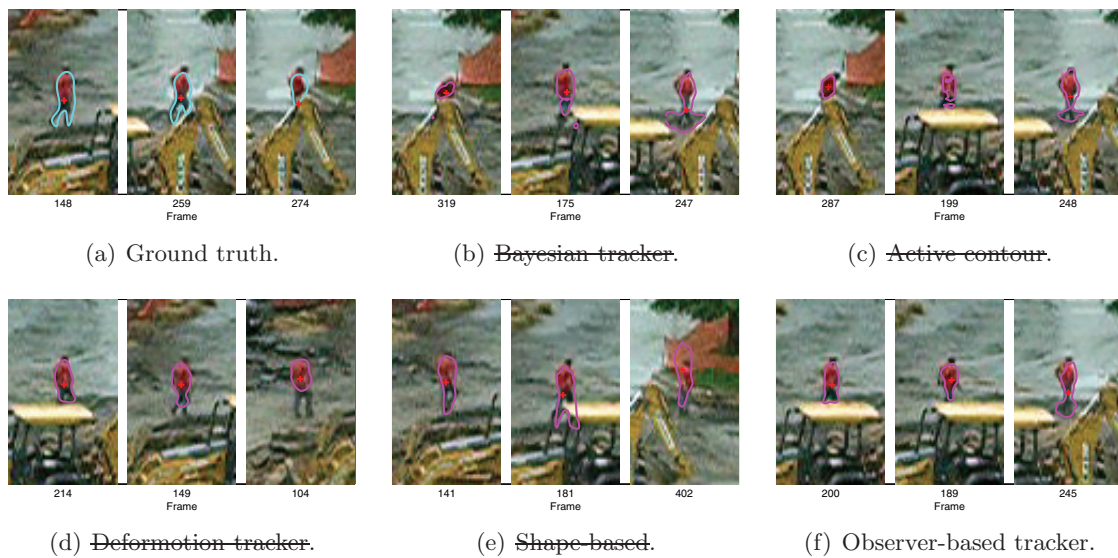 148 259 274
Frame
319 175 247
Frame
287 199 248
Frame
(a) Ground truth.
(b) Bayesian tracker.
(c) Active contour.
214 149 104
Frame
141 181 402
Frame
200 189 245
Frame
(d) Deformotion tracker.
(e) Shape-based.
(f) Observer-based tracker.